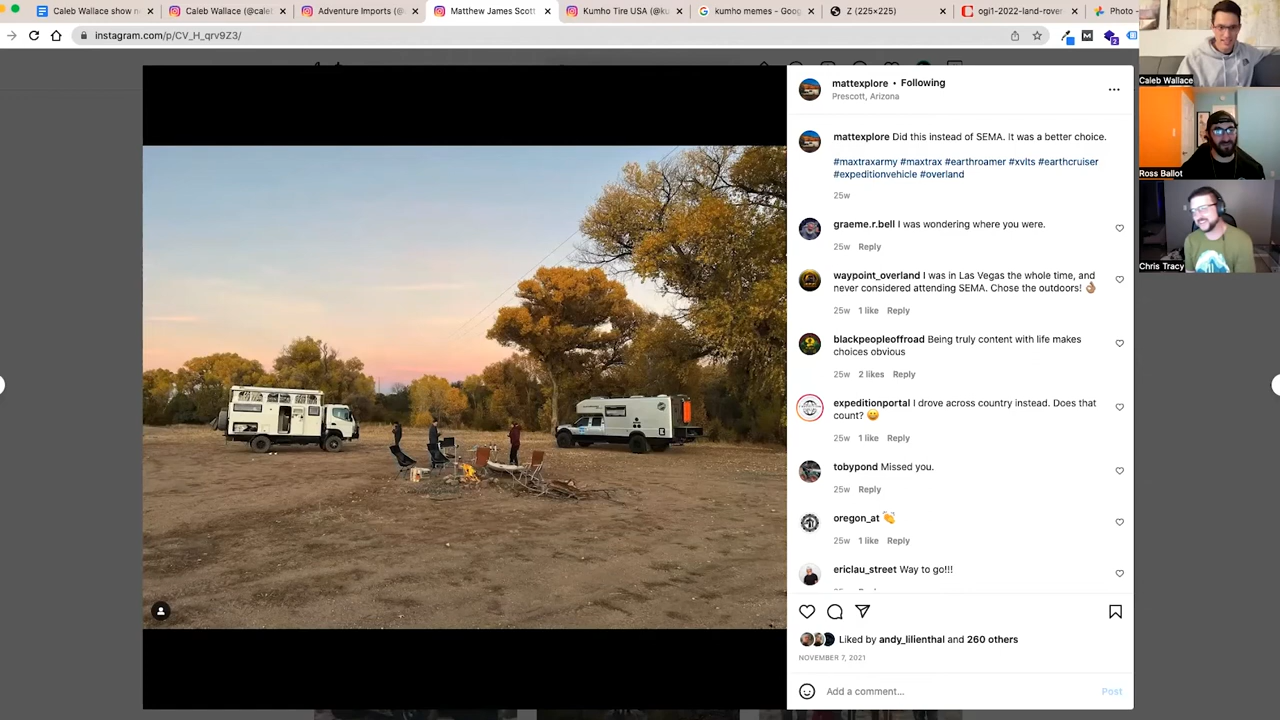 Caleb Wallace show n
Caleb Wallace (@cale
Adventure Imports (@
Matthew James Scott
Kumho Tire USA (@ku
kumho memes - Goog
Z (225×225)
ogi1-2022-land-rover
Photo -
instagram.com/p/CV_H_qrv9Z3/
2
Caleb Wallace
Ross Ballot
Chris Tracy
mattexplore • Following
Prescott, Arizona
mattexplore Did this instead of SEMA. It was a better choice.
#maxtraxarmy #maxtrax #earthroamer #xvlts #earthcruiser
#expeditionvehicle #overland
25w
graeme.r.bell I was wondering where you were.
25w Reply
waypoint_overland I was in Las Vegas the whole time, and
never considered attending SEMA. Chose the outdoors! 👌🏽
25w 1 like Reply
blackpeopleoffroad Being truly content with life makes
choices obvious
25w 2 likes Reply
expeditionportal I drove across country instead. Does that
count? 😀
25w 1 like Reply
tobypond Missed you.
25w Reply
oregon_at 👏
25w 1 like Reply
ericlau_street Way to go!!!
Liked by andy_lilienthal and 260 others
NOVEMBER 7, 2021
Add a comment...
Post